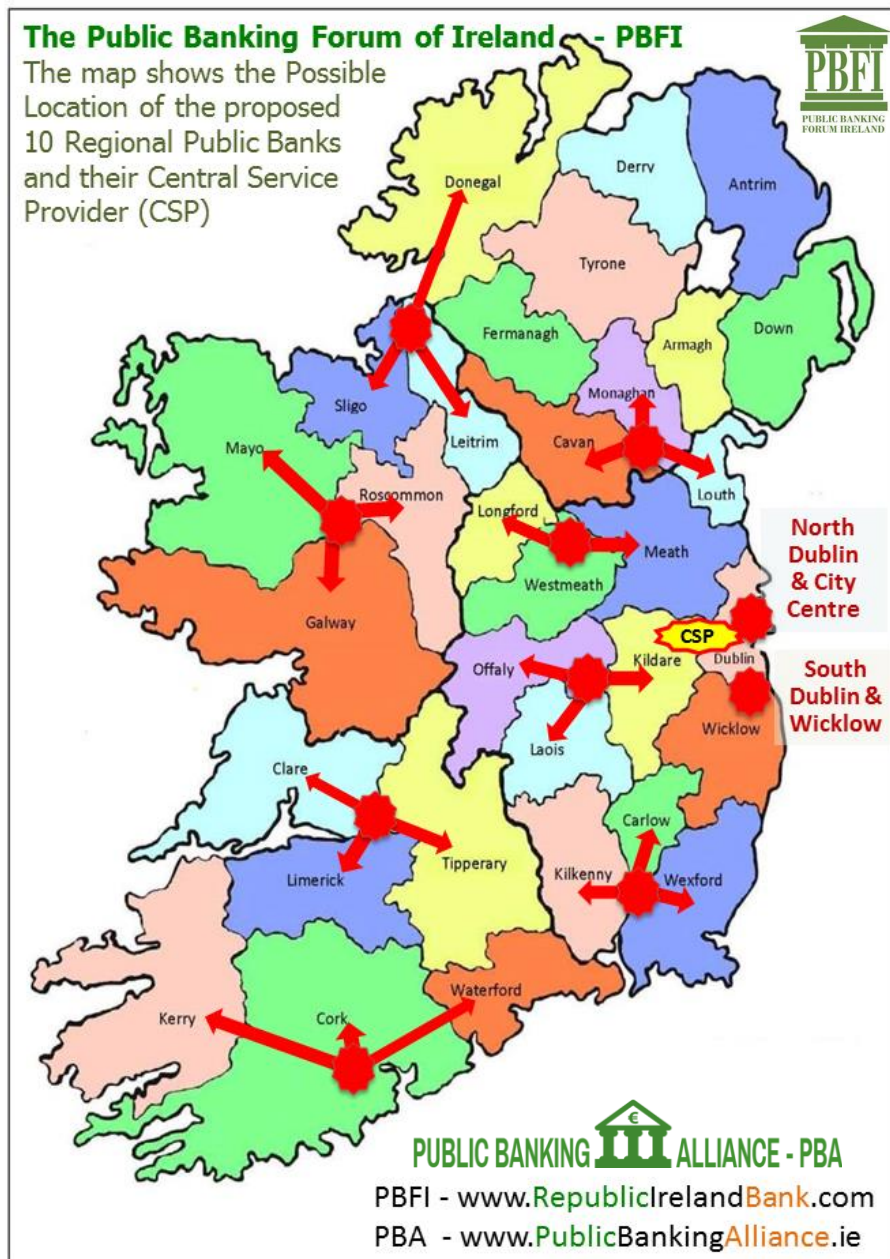 The Public Banking Forum of Ireland - PBFI
The map shows the Possible
Location of the proposed
10 Regional Public Banks
and their Central Service
Provider (CSP)
PBFI
PUBLIC BANKING
FORUM IRELAND
Donegal
Derry
Antrim
Tyrone
Fermanagh
Armagh
Down
Monaghan
Sligo
Leitrim
Cavan
Mayo
Roscommon
Louth
Longford
Meath
North
Dublin
& City
Centre
Westmeath
Galway
CSP
Offaly
Kildare
Dublin
South
Dublin &
Wicklow
Wicklow
Laois
Clare
Carlow
Tipperary
Limerick
Kilkenny
Wexford
Waterford
Kerry
Cork
€
PUBLIC BANKING ALLIANCE - PBA
PBFI - www.RepublicIrelandBank.com
PBA - www.PublicBankingAlliance.ie